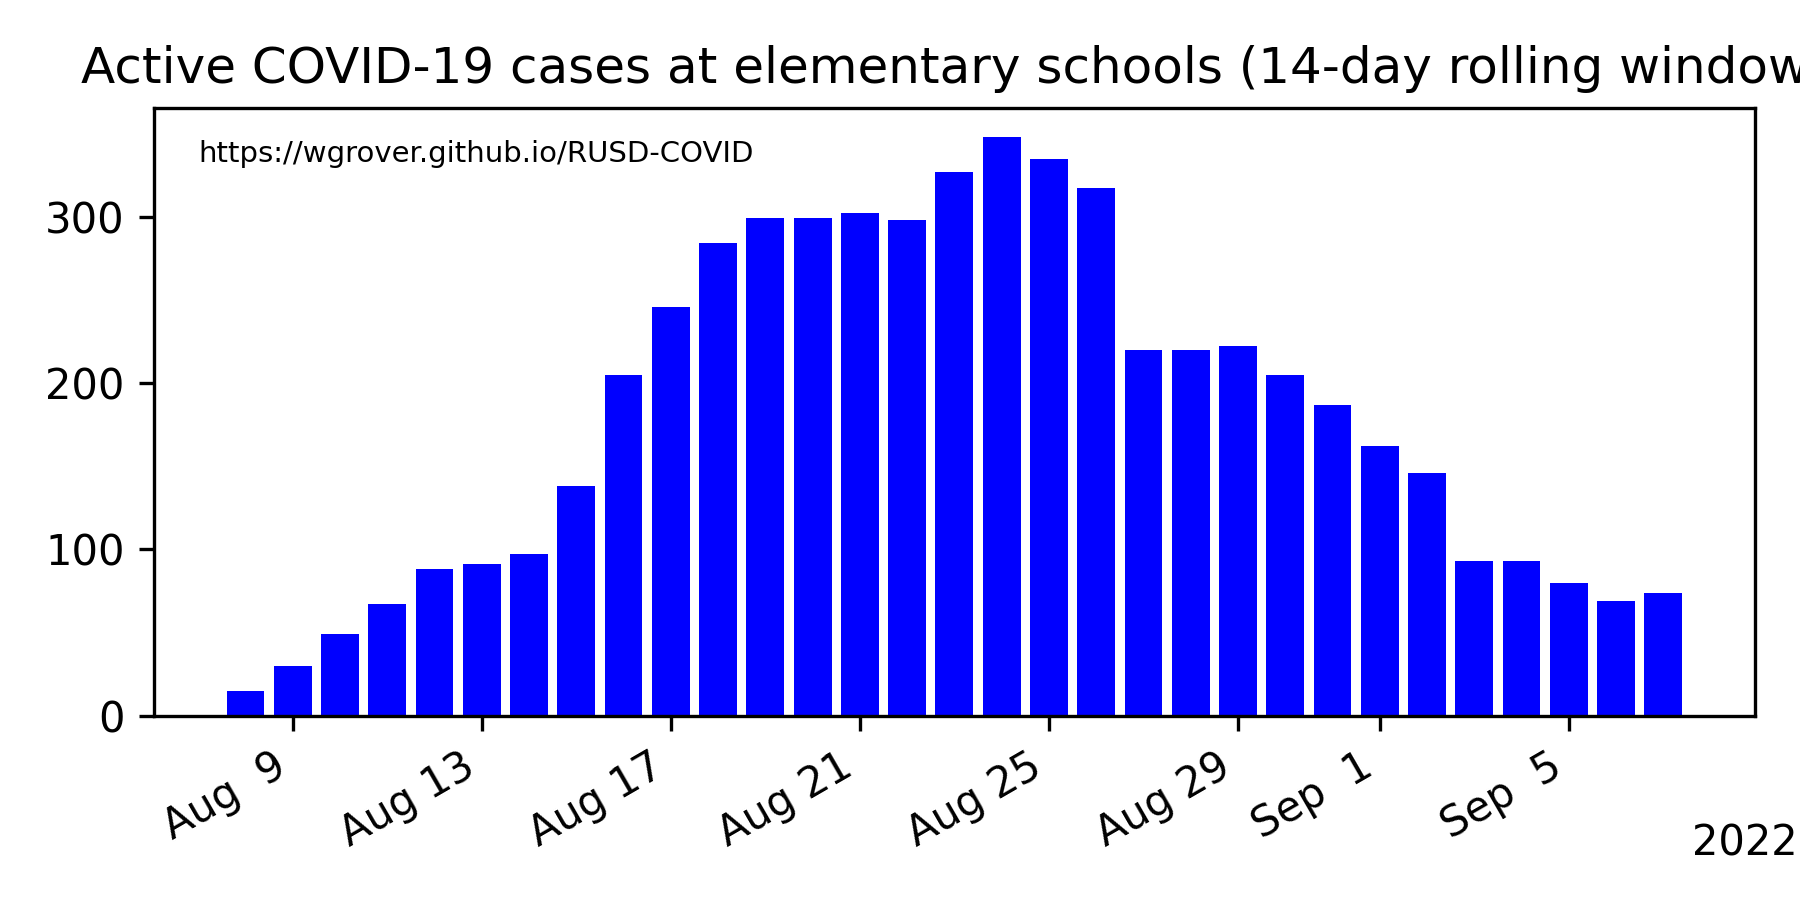 Active COVID-19 cases at elementary schools (14-day rolling window
https://wgrover.github.io/RUSD-COVID
300
200
100
0
Aug 9
Aug 13
Aug 17
Aug 21
Aug 25
Aug 29
Sep 1
Sep 5
2022